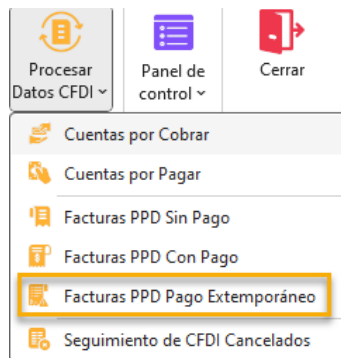 Procesar
Datos CFDI
Panel de
control
Cerrar
Cuentas por Cobrar
Cuentas por Pagar
Facturas PPD Sin Pago
Facturas PPD Con Pago
Facturas PPD Pago Extemporáneo
Seguimiento de CFDI Cancelados